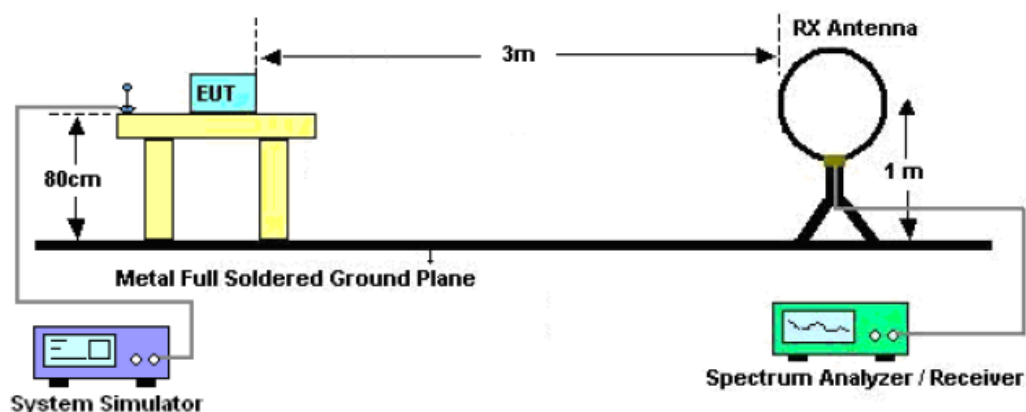 RX Antenna
3m
EUT
80cm
1 m
Metal Full Soldered Ground Plane
System Simulator
Spectrum Analyzer / Receiver